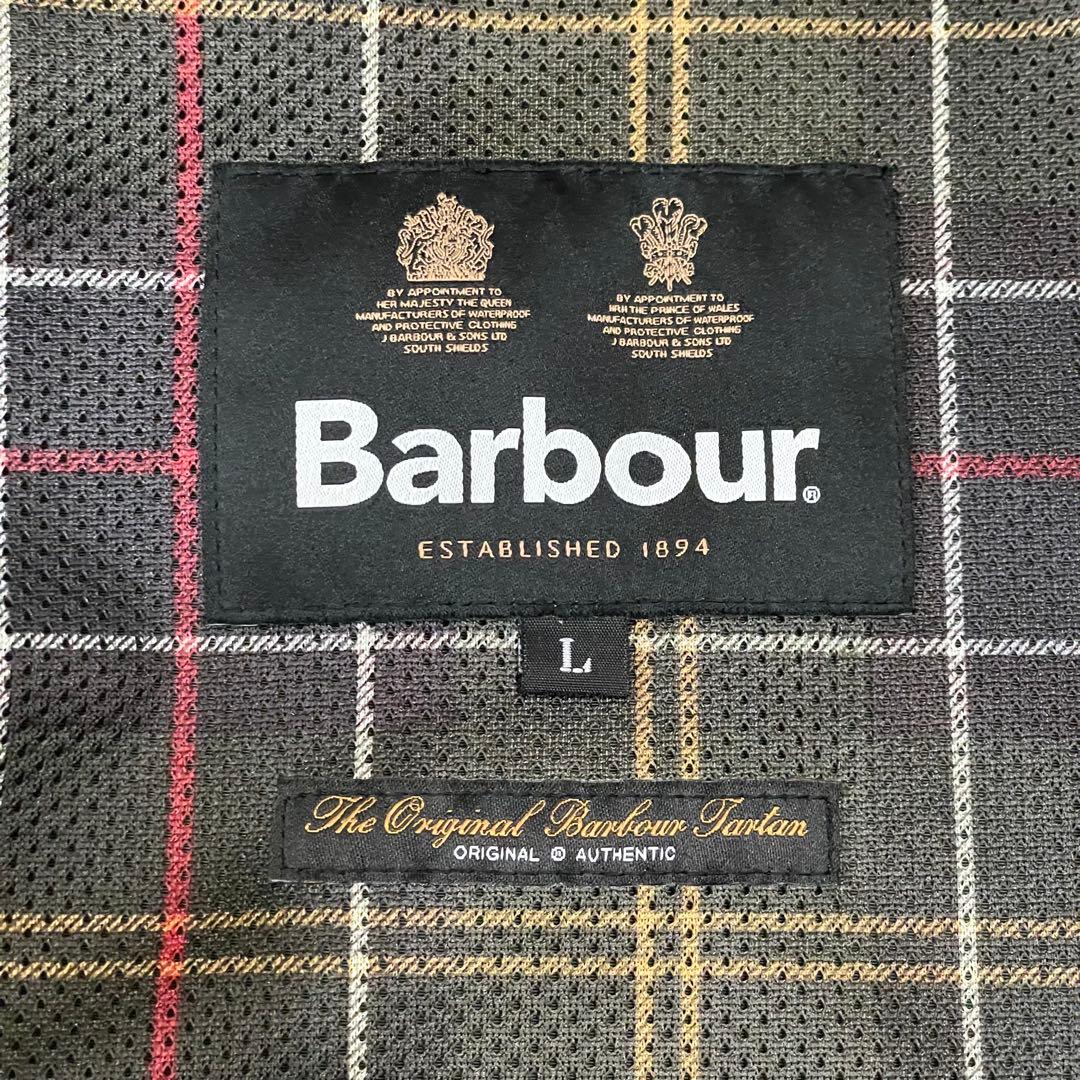 BY APPOINTMENT TO
HER MAJESTY THE QUEEN
MANUFACTURERS OF WATERPROOF
AND PROTECTIVE CLOTHING
J BARBOUR & SONS LTD
SOUTH SHIELDS
BY APPOINTMENT TO
HRH THE PRINCE OF WALES
MANUFACTURERS OF WATERPROOF
AND PROTECTIVE CLOTHING
J BARBOUR & SONS LTD
SOUTH SHIELDS
Barbour®
ESTABLISHED 1894
L
The Original Barbour Tartan
ORIGINAL ® AUTHENTIC